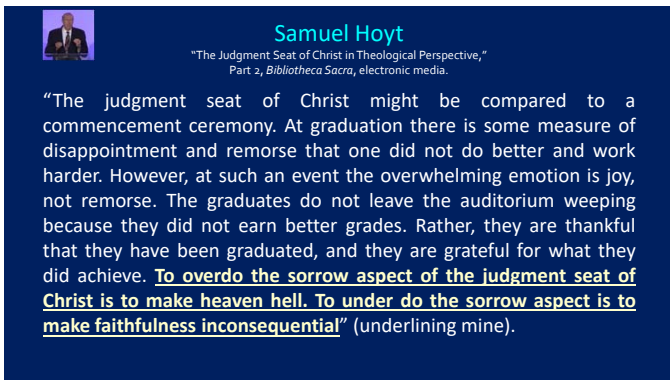 Samuel Hoyt
“The Judgment Seat of Christ in Theological Perspective,”
Part 2, Bibliotheca Sacra, electronic media.
“The judgment seat of Christ might be compared to a
commencement ceremony. At graduation there is some measure of
disappointment and remorse that one did not do better and work
harder. However, at such an event the overwhelming emotion is joy,
not remorse. The graduates do not leave the auditorium weeping
because they did not earn better grades. Rather, they are thankful
that they have been graduated, and they are grateful for what they
did achieve. To overdo the sorrow aspect of the judgment seat of
Christ is to make heaven hell. To under do the sorrow aspect is to
make faithfulness inconsequential” (underlining mine).